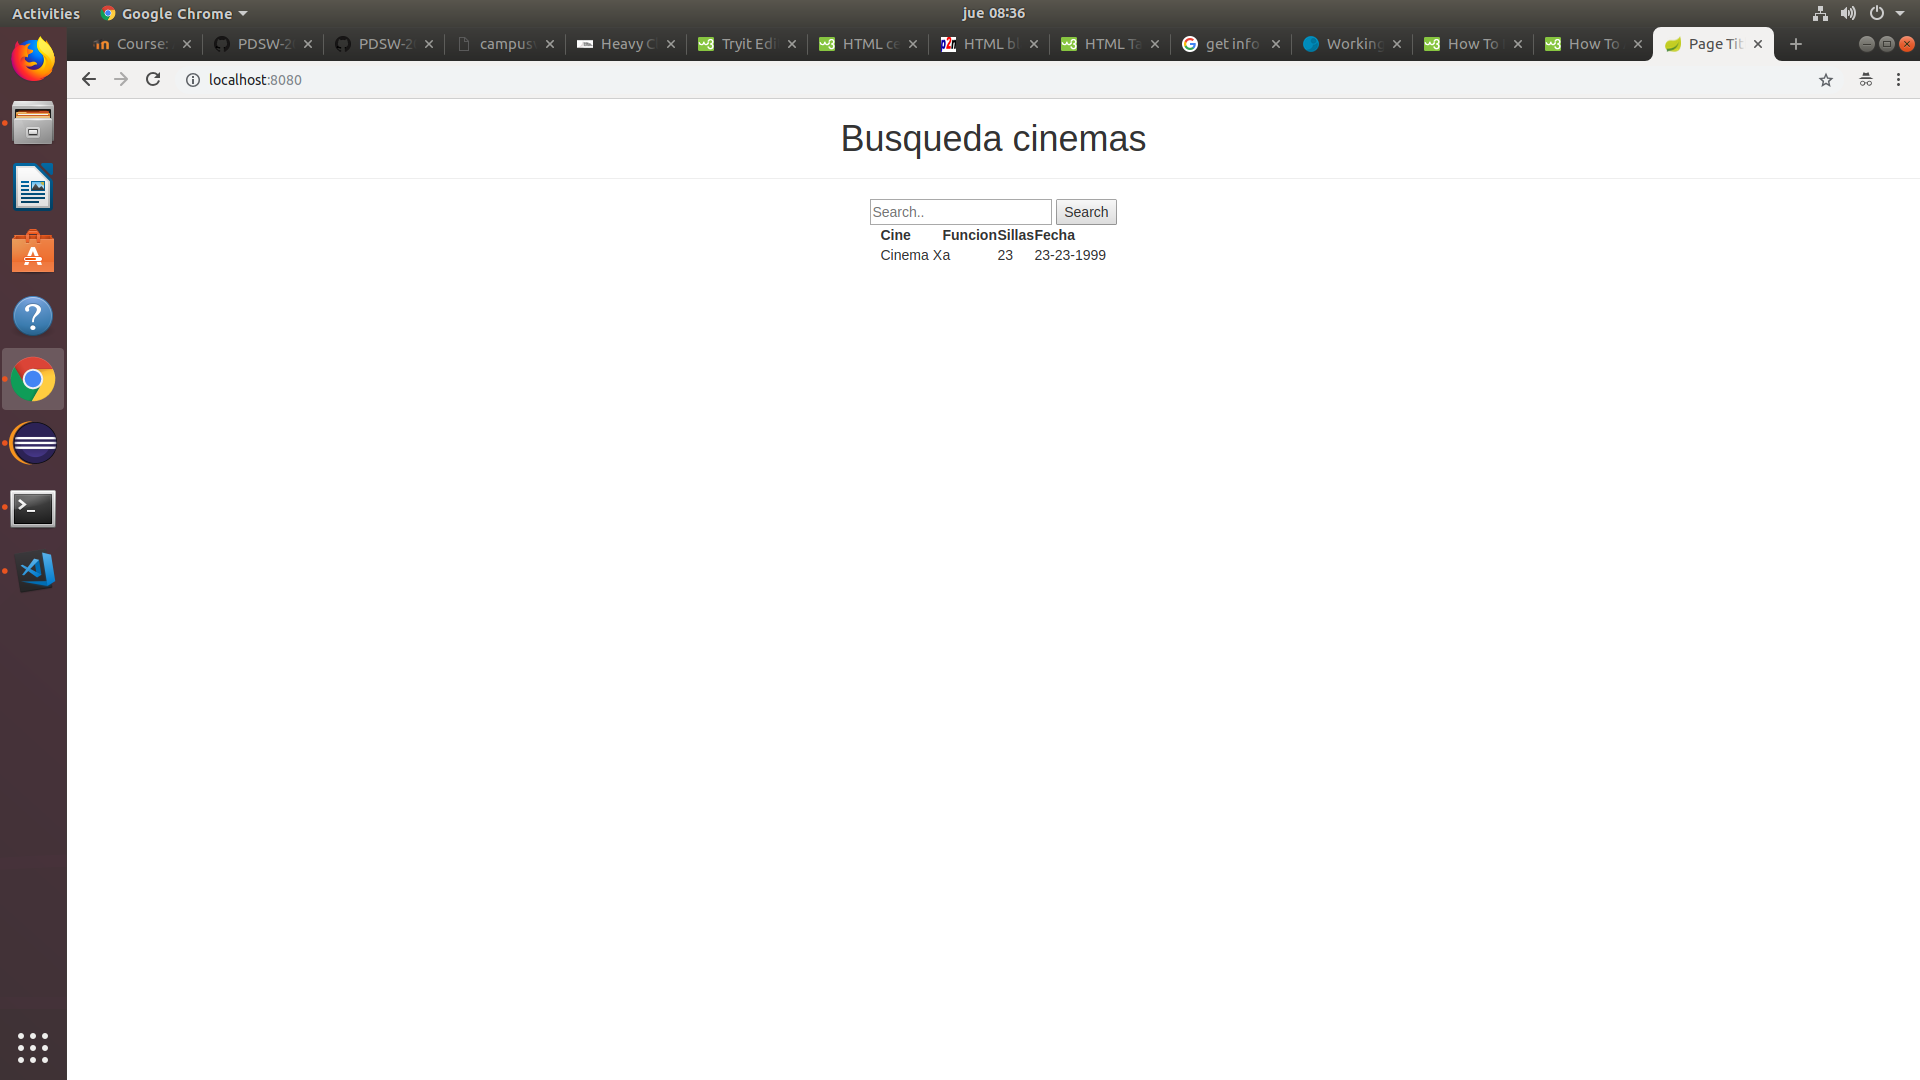 Activities Google Chrome jue 08:36
Course: PDSW-2 PDSW-2 campus Heavy C Tryit Edi HTML ce HTML bl HTML Ta get info Working How To How To Page Tit
localhost:8080
Busqueda cinemas
Search.. Search
Cine Funcion Sillas Fecha
Cinema X a 23 23-23-1999